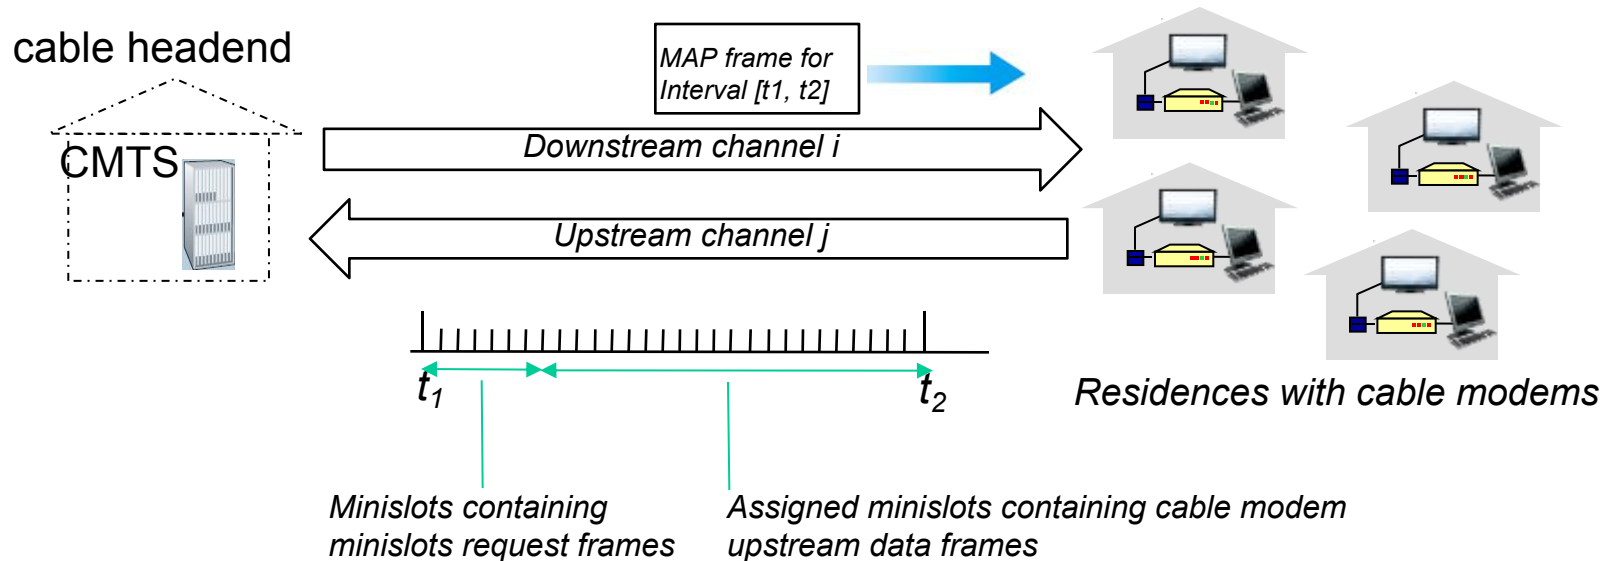 cable headend
MAP frame for
Interval [t1, t2]
CMTS
Downstream channel i
Upstream channel j
t1
t2
Residences with cable modems
Minislots containing
minislots request frames
Assigned minislots containing cable modem
upstream data frames